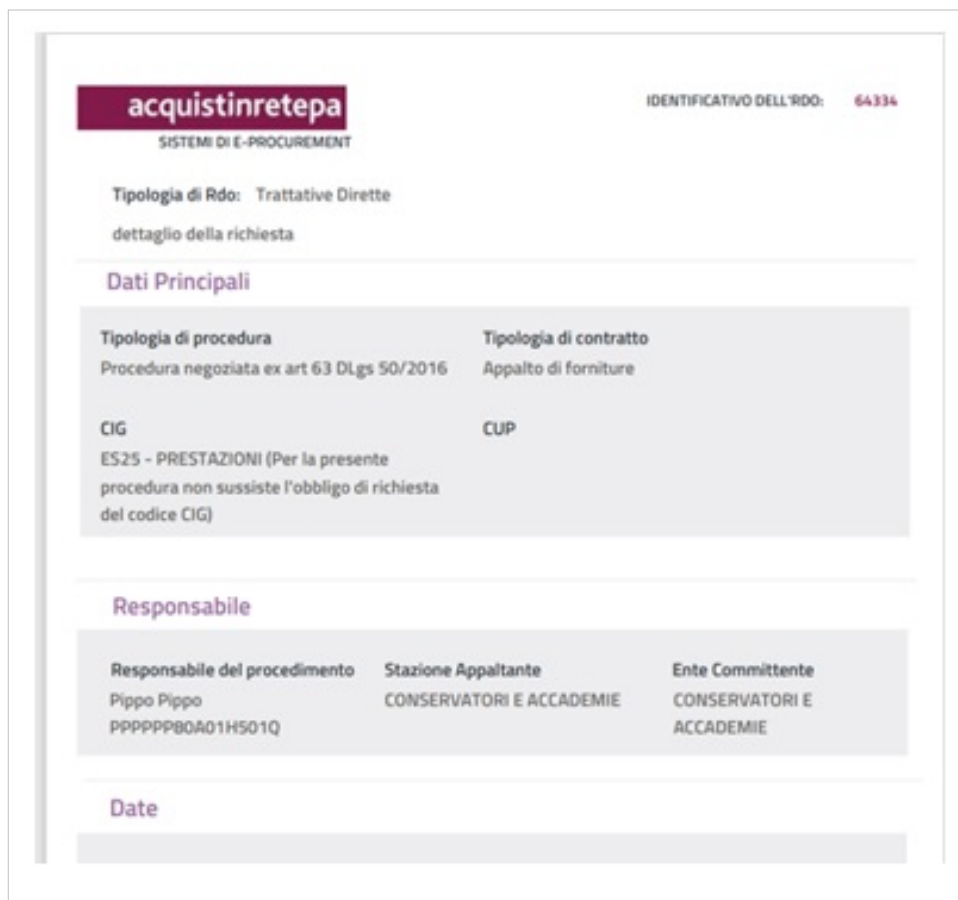 acquistinretepa
IDENTIFICATIVO DELL'RDO: 64334
SISTEMI DI E-PROCUREMENT
Tipologia di Rdo: Trattative Dirette
dettaglio della richiesta
Dati Principali
Tipologia di procedura
Procedura negoziata ex art 63 DLgs 50/2016
Tipologia di contratto
Appalto di forniture
CIG
ES25 - PRESTAZIONI (Per la presente
procedura non sussiste l'obbligo di richiesta
del codice CIG)
CUP
Responsabile
Responsabile del procedimento
Pippo Pippo
PPPPPP80A01H501Q
Stazione Appaltante
CONSERVATORI E ACCADEMIE
Ente Committente
CONSERVATORI E
ACCADEMIE
Date